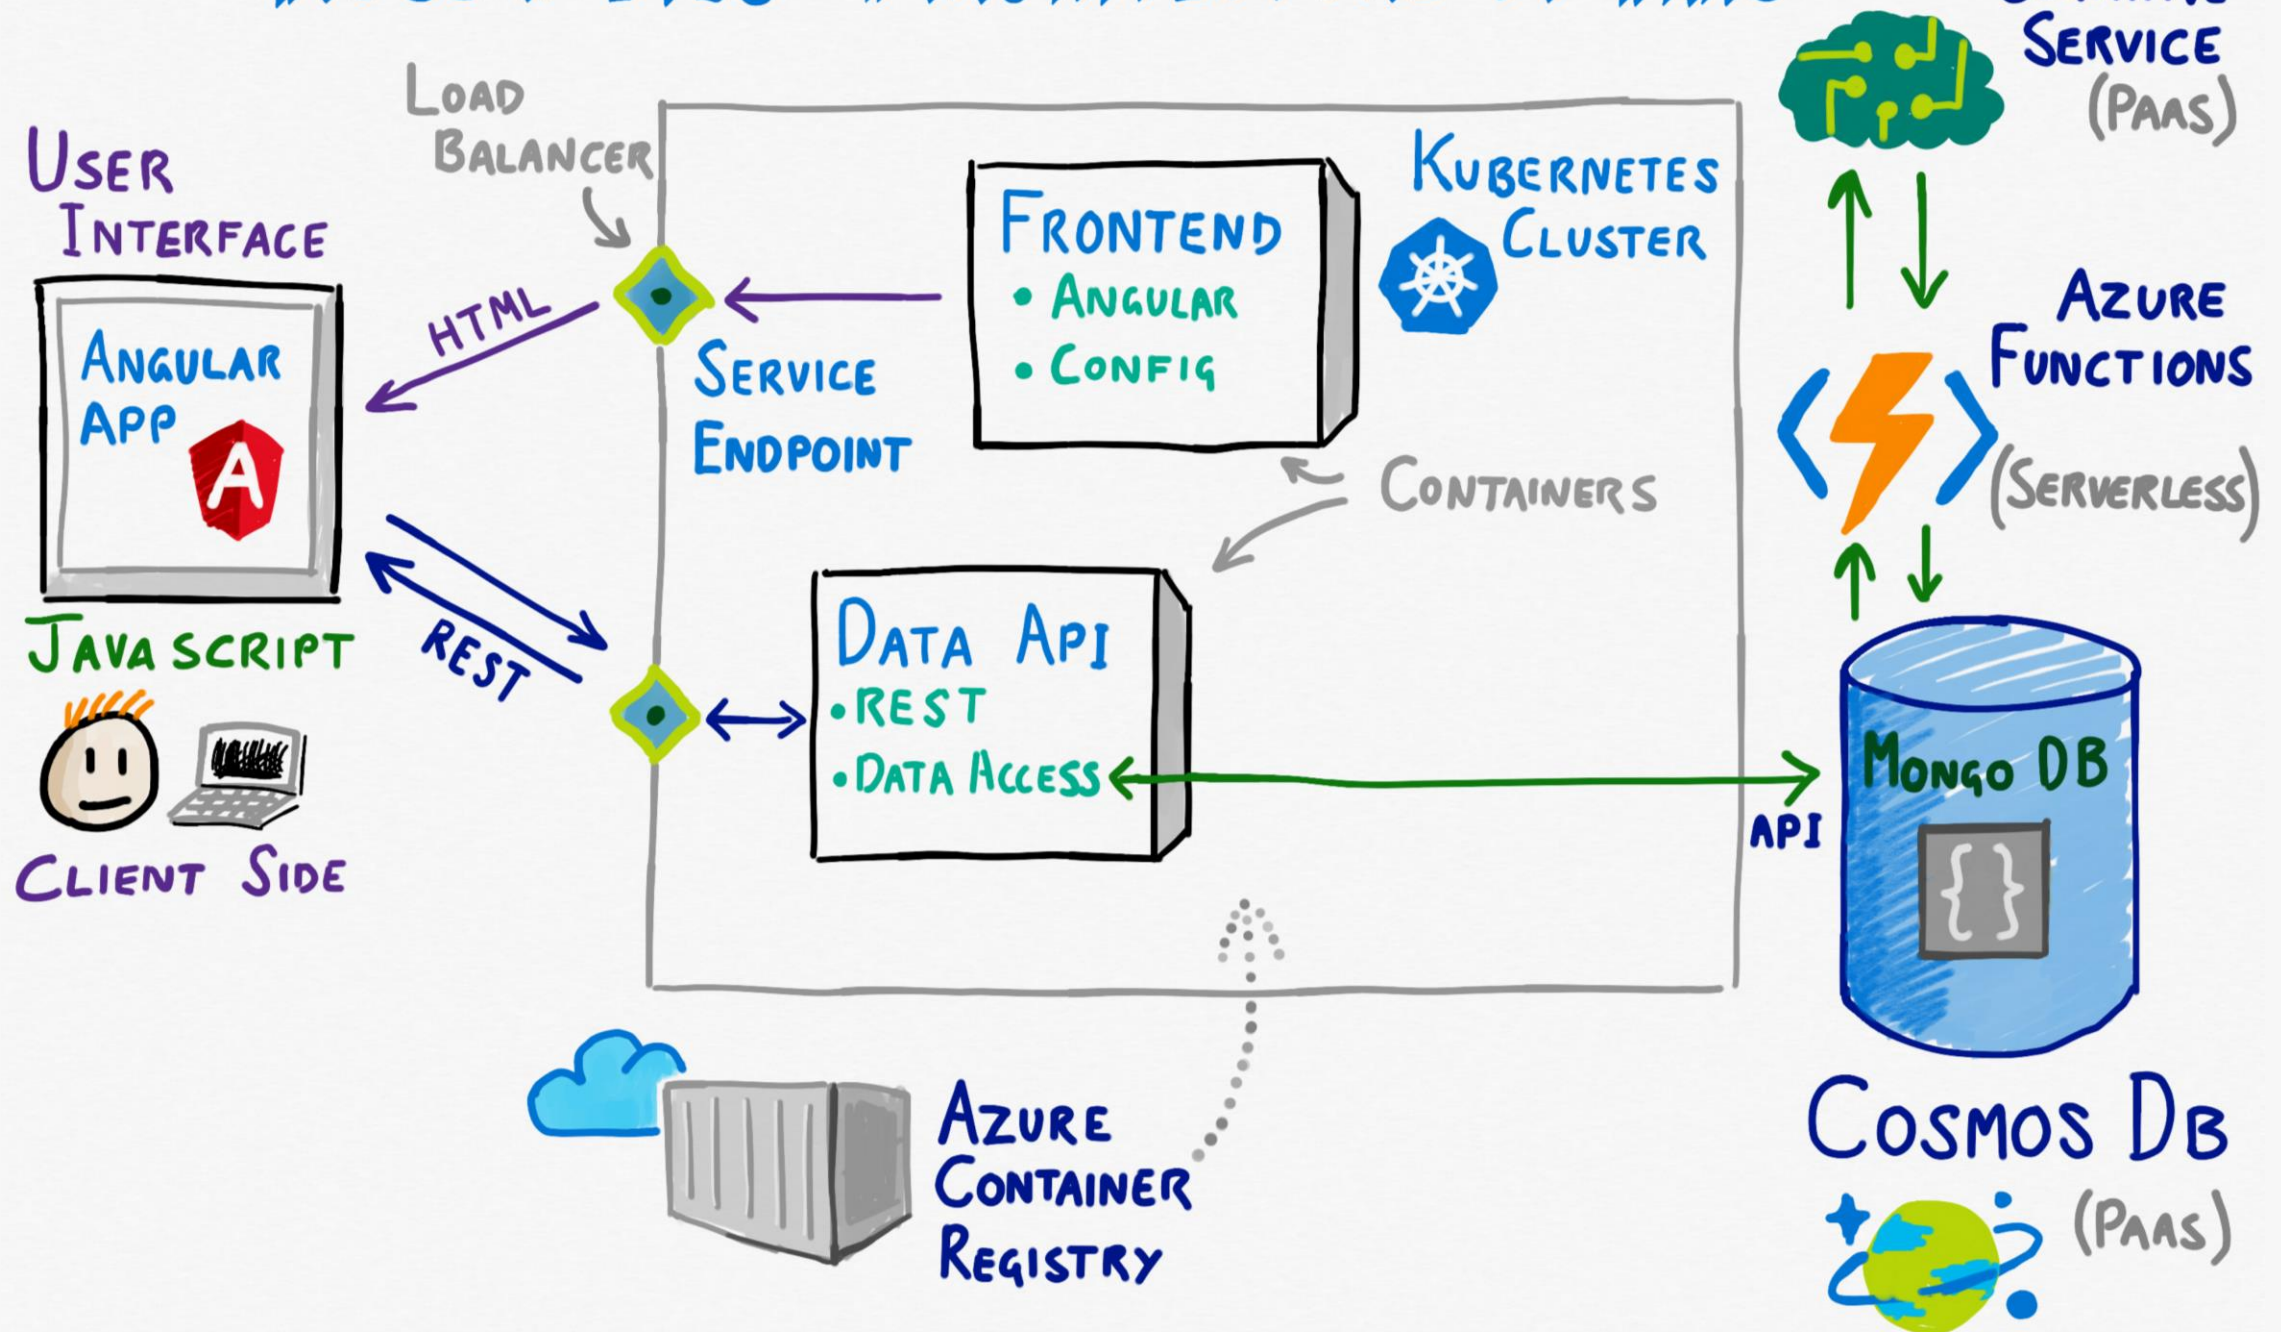 SERVICE
(PAAS)
LOAD
BALANCER
USER
INTERFACE
ANGULAR
APP
A
JAVASCRIPT
CLIENT SIDE
HTML
REST
SERVICE
ENDPOINT
FRONTEND
• ANGULAR
• CONFIG
KUBERNETES
CLUSTER
CONTAINERS
DATA API
• REST
• DATA ACCESS
AZURE
FUNCTIONS
(SERVERLESS)
MONGO DB
API
{ }
COSMOS DB
(PAAS)
AZURE
CONTAINER
REGISTRY